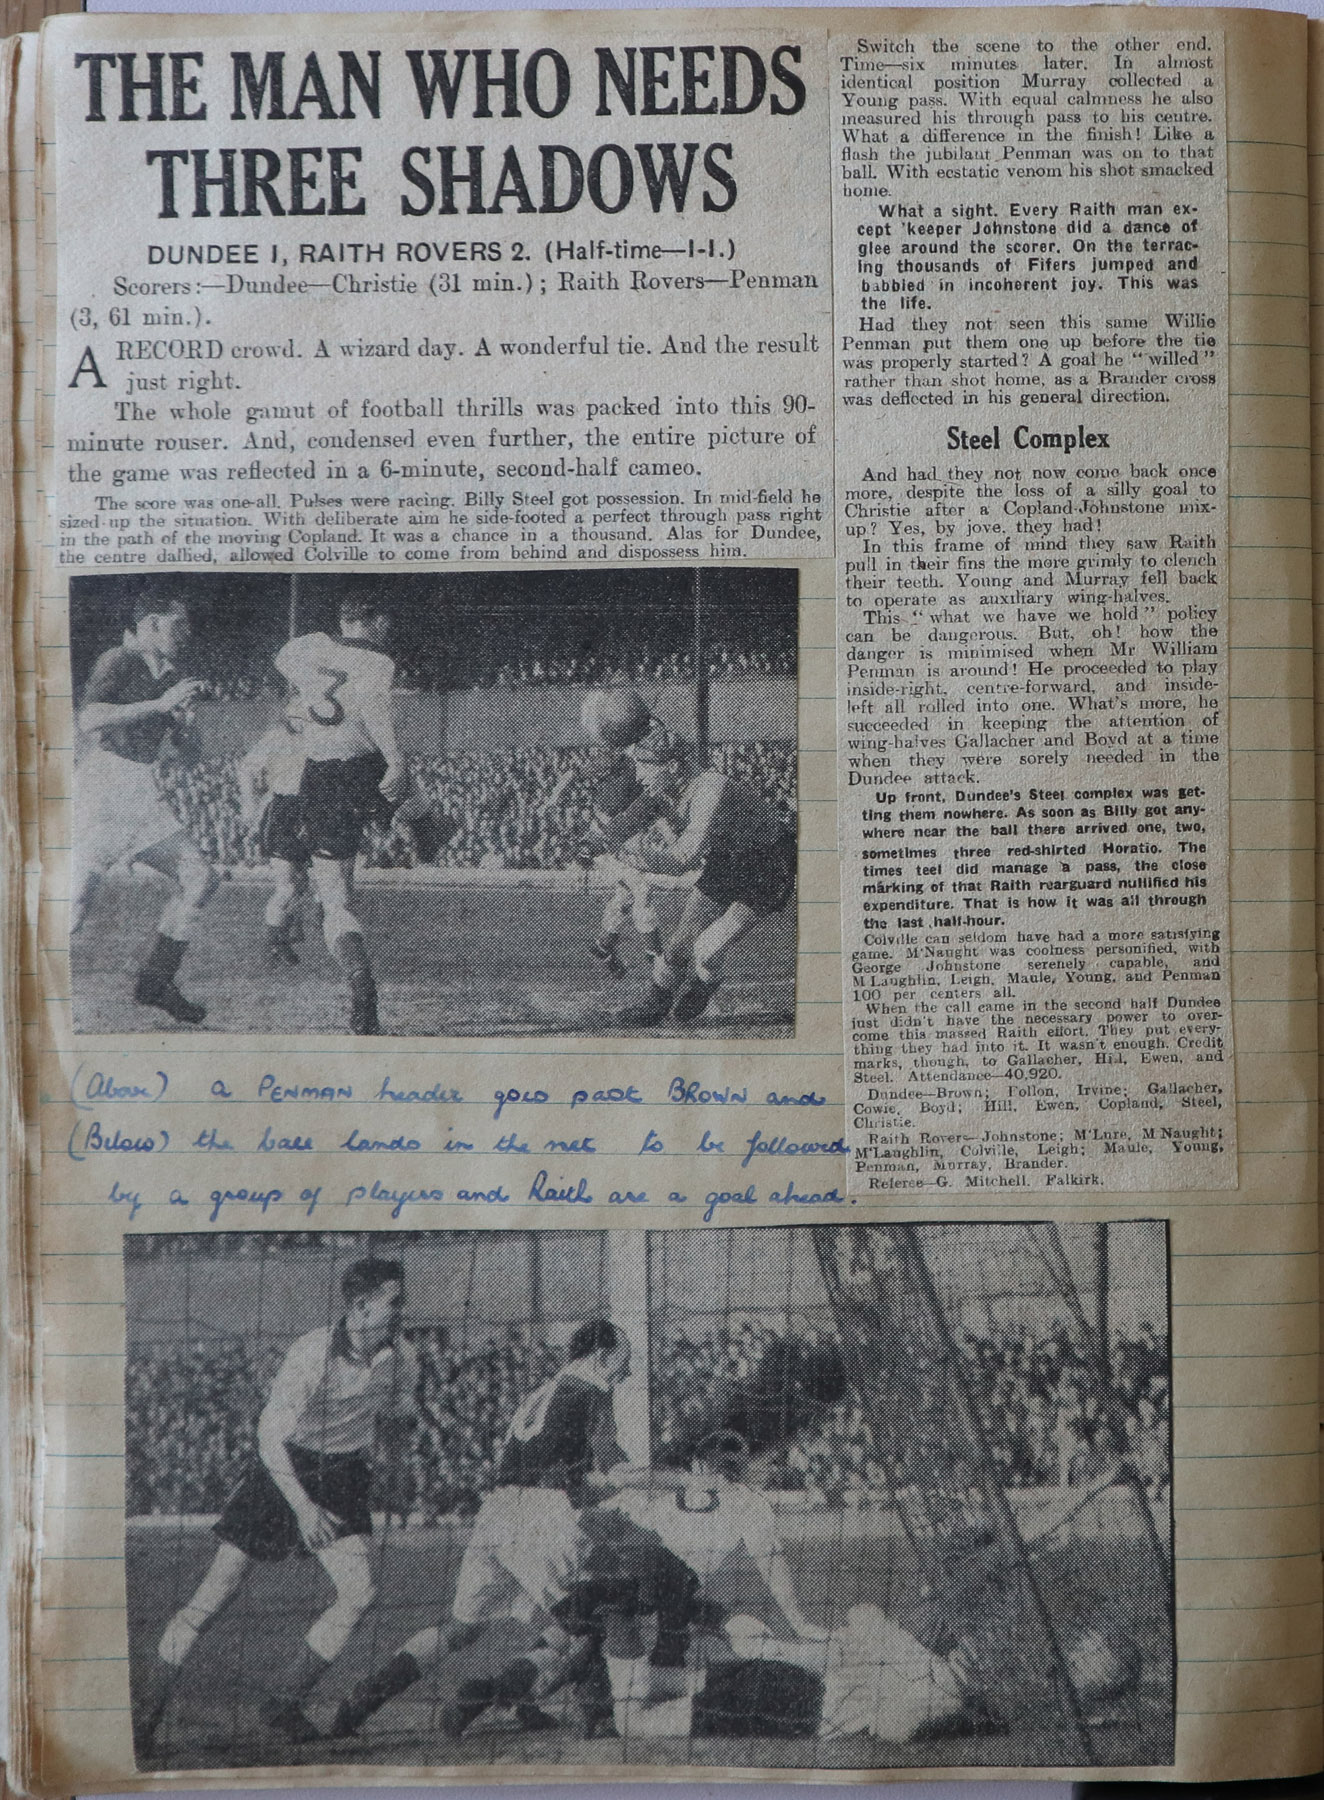 THE MAN WHO NEEDS
THREE SHADOWS
DUNDEE 1, RAITH ROVERS 2. (Half-time—1-1.)
Scorers:—Dundee—Christie (31 min.); Raith Rovers—Penman
(3, 61 min.).
A RECORD crowd. A wizard day. A wonderful tie. And the result
just right.
The whole gamut of football thrills was packed into this 90-
minute rouser. And, condensed even further, the entire picture of
the game was reflected in a 6-minute, second-half cameo.
The score was one-all. Pulses were racing. Billy Steel got possession. In mid-field he
sized up the situation. With deliberate aim he side-footed a perfect through pass right
in the path of the moving Copland. It was a chance in a thousand. Alas for Dundee,
the centre dallied, allowed Colville to come from behind and dispossess him.
3
(Above) a PENMAN header goes past BROWN and
(Below) the ball lands in the net to be followed
by a group of players and Raith are a goal ahead.
Switch the scene to the other end.
Time—six minutes later. In almost
identical position Murray collected a
Young pass. With equal calmness he also
measured his through pass to his centre.
What a difference in the finish! Like a
flash the jubilant Penman was on to that
ball. With ecstatic venom his shot smacked
home.
What a sight. Every Raith man ex-
cept 'keeper Johnstone did a dance of
glee around the scorer. On the terrac-
ing thousands of Fifers jumped and
babbled in incoherent joy. This was
the life.
Had they not seen this same Willie
Penman put them one up before the tie
was properly started? A goal he "willed"
rather than shot home, as a Brander cross
was deflected in his general direction.
Steel Complex
And had they not now come back once
more, despite the loss of a silly goal to
Christie after a Copland-Johnstone mix-
up? Yes, by jove, they had!
In this frame of mind they saw Raith
pull in their fins the more grimly to clench
their teeth. Young and Murray fell back
to operate as auxiliary wing-halves.
This "what we have we hold" policy
can be dangerous. But, oh! how the
danger is minimised when Mr William
Penman is around! He proceeded to play
inside-right, centre-forward, and inside-
left all rolled into one. What's more, he
succeeded in keeping the attention of
wing-halves Gallacher and Boyd at a time
when they were sorely needed in the
Dundee attack.
Up front, Dundee's Steel complex was get-
ting them nowhere. As soon as Billy got any-
where near the ball there arrived one, two,
sometimes three red-shirted Horatio. The
times teel did manage a pass, the close
marking of that Raith rearguard nullified his
expenditure. That is how it was all through
the last half-hour.
Colville can seldom have had a more satisfying
game. M'Naught was coolness personified, with
George Johnstone serenely capable, and
M Laughlin, Leigh, Maule, Young, and Penman
100 per centers all.
When the call came in the second half Dundee
just didn't have the necessary power to over-
come this massed Raith effort. They put every-
thing they had into it. It wasn't enough. Credit
marks, though, to Gallacher, Hill, Ewen, and
Steel. Attendance—40,920.
Dundee—Brown; Follon, Irvine; Gallacher,
Cowie, Boyd; Hill, Ewen, Copland, Steel,
Christie.
Raith Rovers—Johnstone; M'Lure, M'Naught;
M'Laughlin, Colville, Leigh; Maule, Young,
Penman, Murray, Brander.
Referee—G. Mitchell, Falkirk.